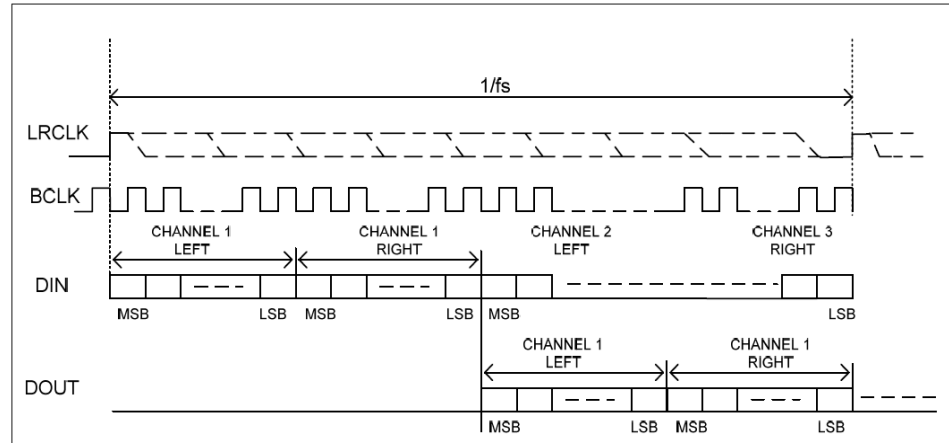 1/fs
LRCLK
BCLK
CHANNEL 1
LEFT
CHANNEL 1
RIGHT
CHANNEL 2
LEFT
CHANNEL 3
RIGHT
DIN
MSB
LSB
MSB
LSB
MSB
LSB
CHANNEL 1
LEFT
CHANNEL 1
RIGHT
DOUT
MSB
LSB
MSB
LSB